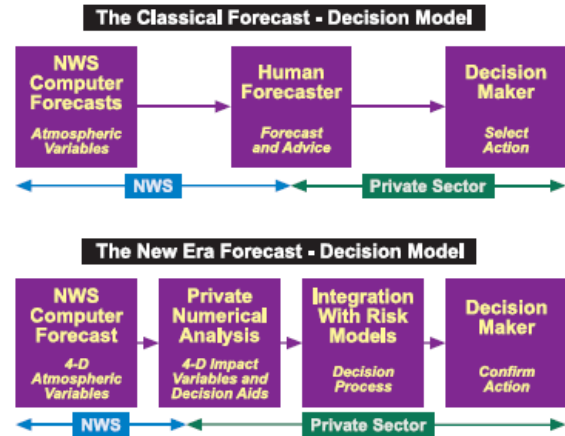 The Classical Forecast - Decision Model
NWS
Computer
Forecasts
Atmospheric
Variables
Human
Forecaster
Forecast
and Advice
Decision
Maker
Select
Action
NWS
Private Sector
The New Era Forecast - Decision Model
NWS
Computer
Forecast
4-D
Atmospheric
Variables
Private
Numerical
Analysis
4-D Impact
Variables and
Decision Aids
Integration
With Risk
Models
Decision
Process
Decision
Maker
Confirm
Action
NWS
Private Sector